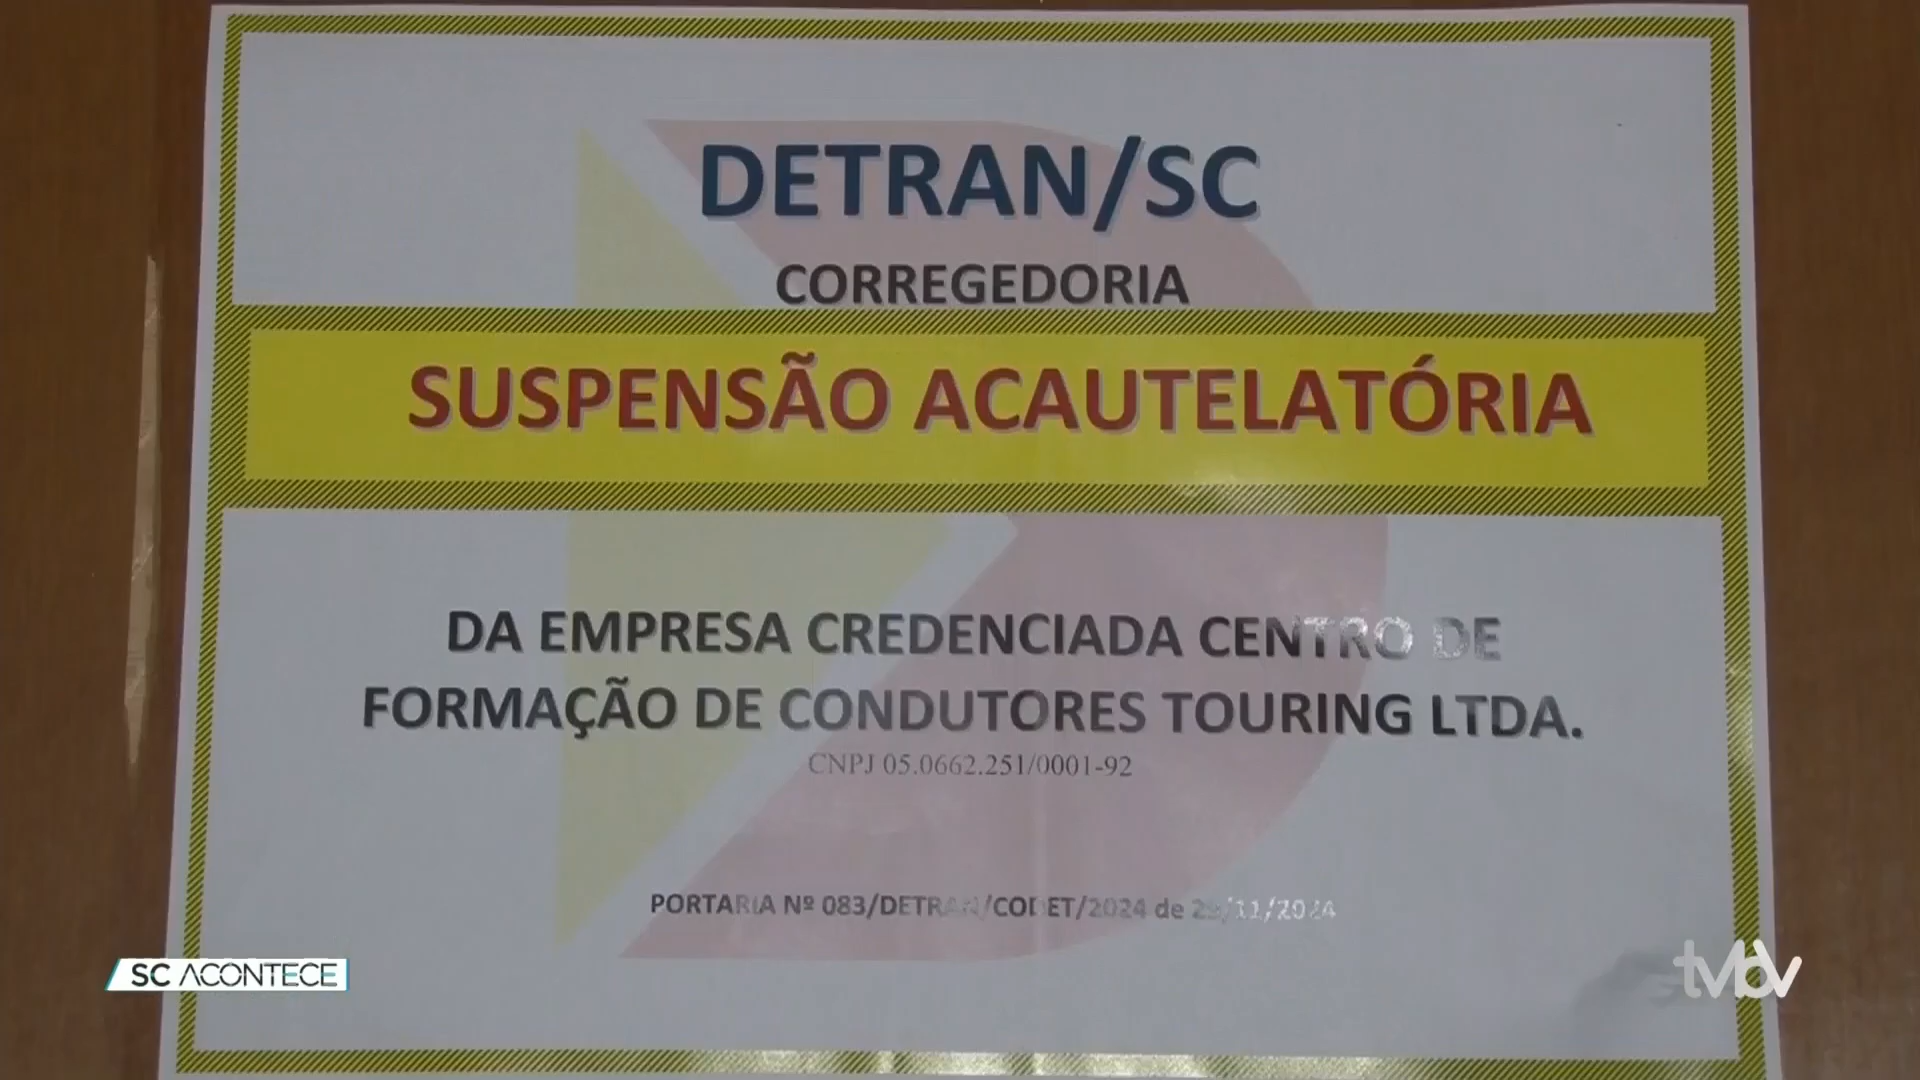 DETRAN/SC
CORREGEDORIA
SUSPENSÃO ACAUTELATÓRIA
DA EMPRESA CREDENCIADA CENTRO DE
FORMAÇÃO DE CONDUTORES TOURING LTDA.
CNPJ 05.0662.251/0001-92
PORTARIA Nº 083/DETRAN/CODET/2024 de
SC ACONTECE
tvbv